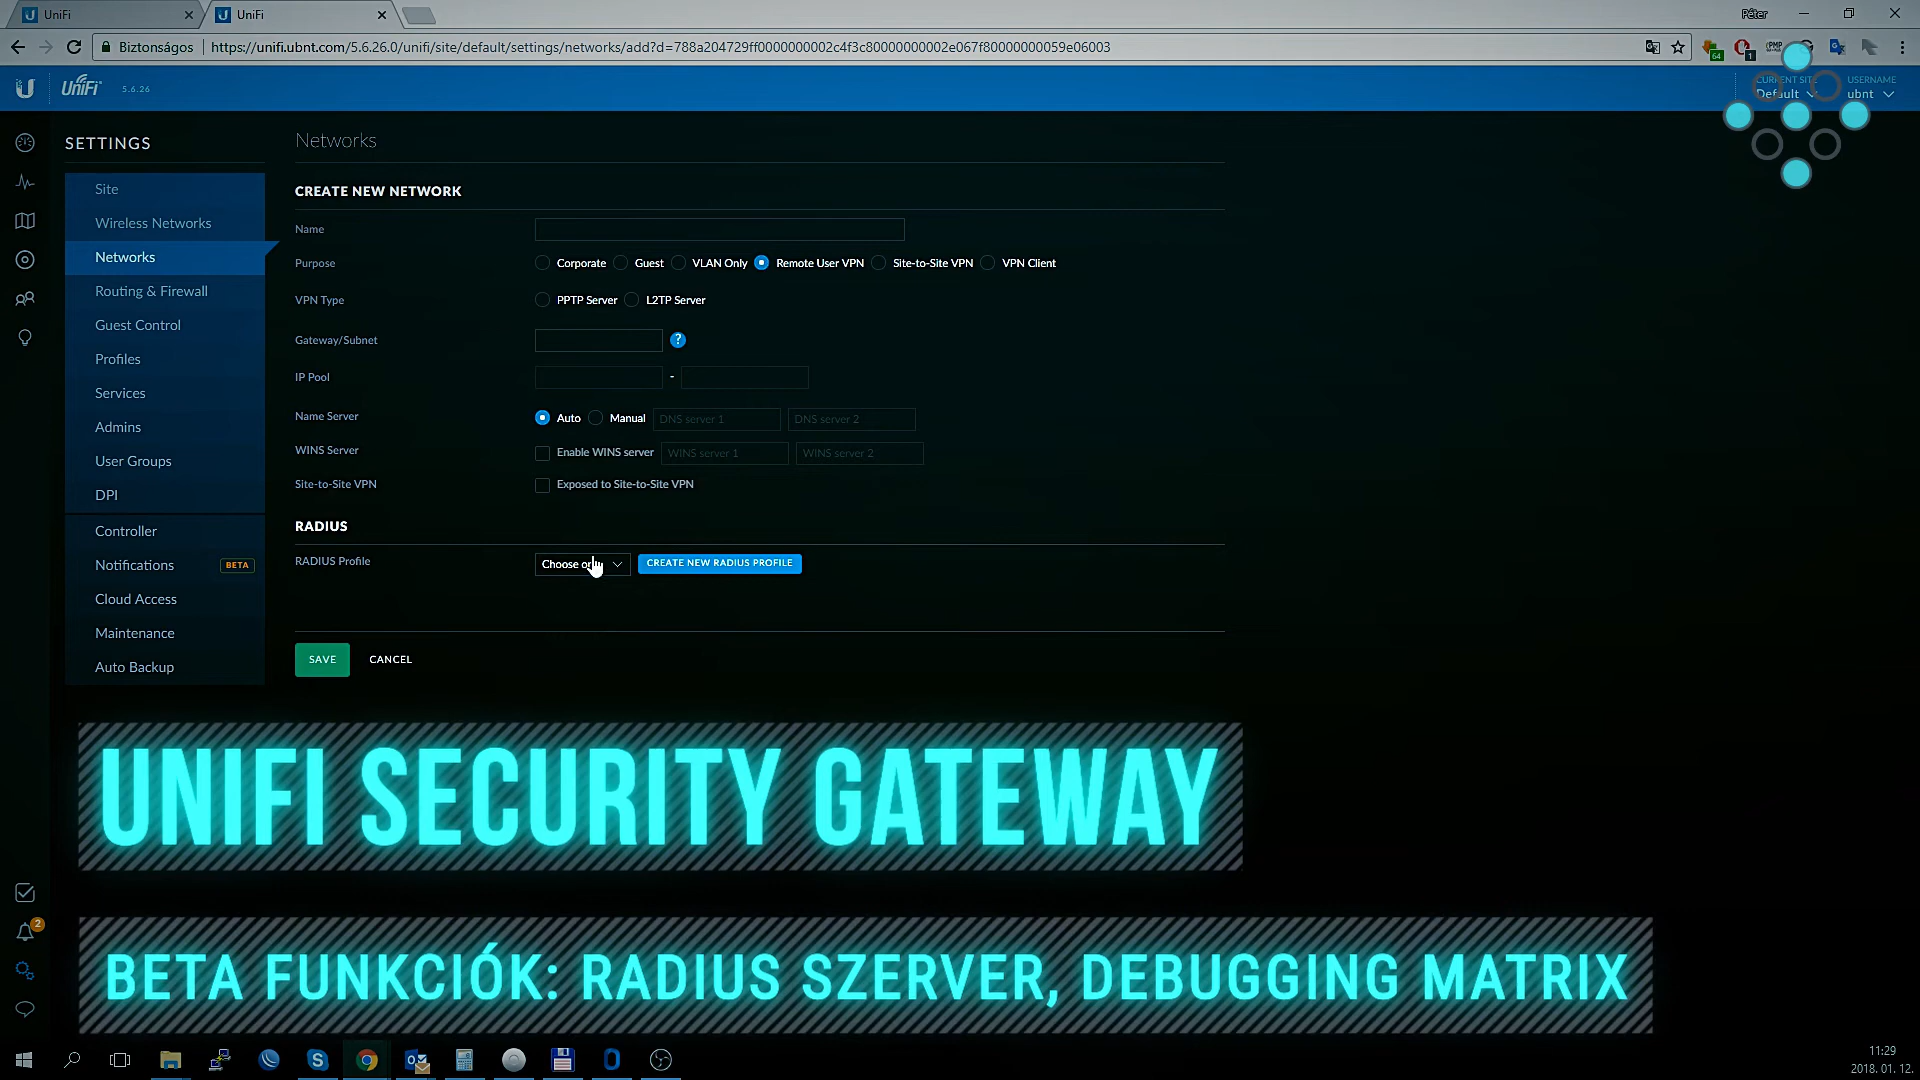 UniFi
UniFi
Péter
Biztonságos https://unifi.ubnt.com/5.6.26.0/unifi/site/default/settings/networks/add?d=788a204729ff0000000002c4f3c80000000002e067f80000000059e06003
64
1
UniFi 5.6.26
CURRENT SITE
Default
USERNAME
ubnt
SETTINGS
Site
Wireless Networks
Networks
Routing & Firewall
Guest Control
Profiles
Services
Admins
User Groups
DPI
Controller
Notifications BETA
Cloud Access
Maintenance
Auto Backup
Networks
CREATE NEW NETWORK
Name
Purpose Corporate Guest VLAN Only Remote User VPN Site-to-Site VPN VPN Client
VPN Type PPTP Server L2TP Server
Gateway/Subnet ?
IP Pool -
Name Server Auto Manual DNS server 1 DNS server 2
WINS Server Enable WINS server WINS server 1 WINS server 2
Site-to-Site VPN Exposed to Site-to-Site VPN
RADIUS
RADIUS Profile Choose CREATE NEW RADIUS PROFILE
SAVE CANCEL
UNIFI SECURITY GATEWAY
BETA FUNKCIÓK: RADIUS SZERVER, DEBUGGING MATRIX
2
11:29
2018. 01. 12.